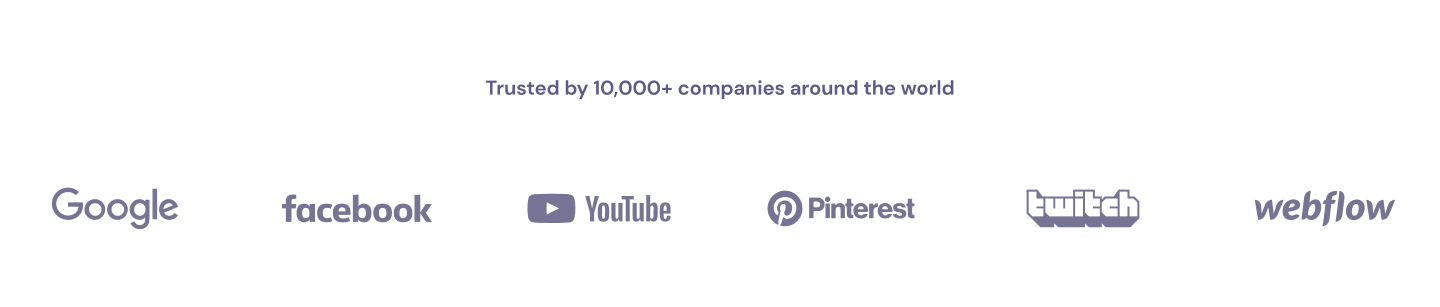 Trusted by 10,000+ companies around the world
Google facebook YouTube Pinterest twitch webflow